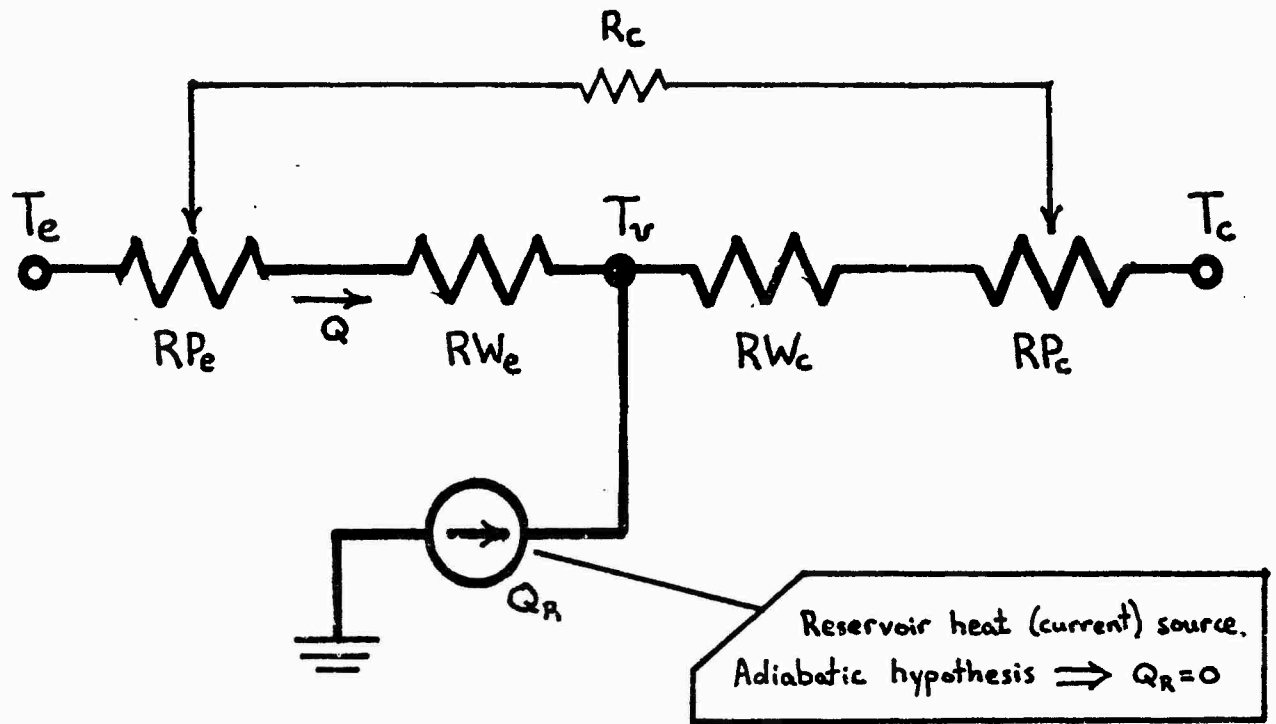 Rc
Te
Tv
Tc
RPe
Q
RWe
RWc
RPc
QR
Reservoir heat (current) source.
Adiabatic hypothesis ⟹ QR=0